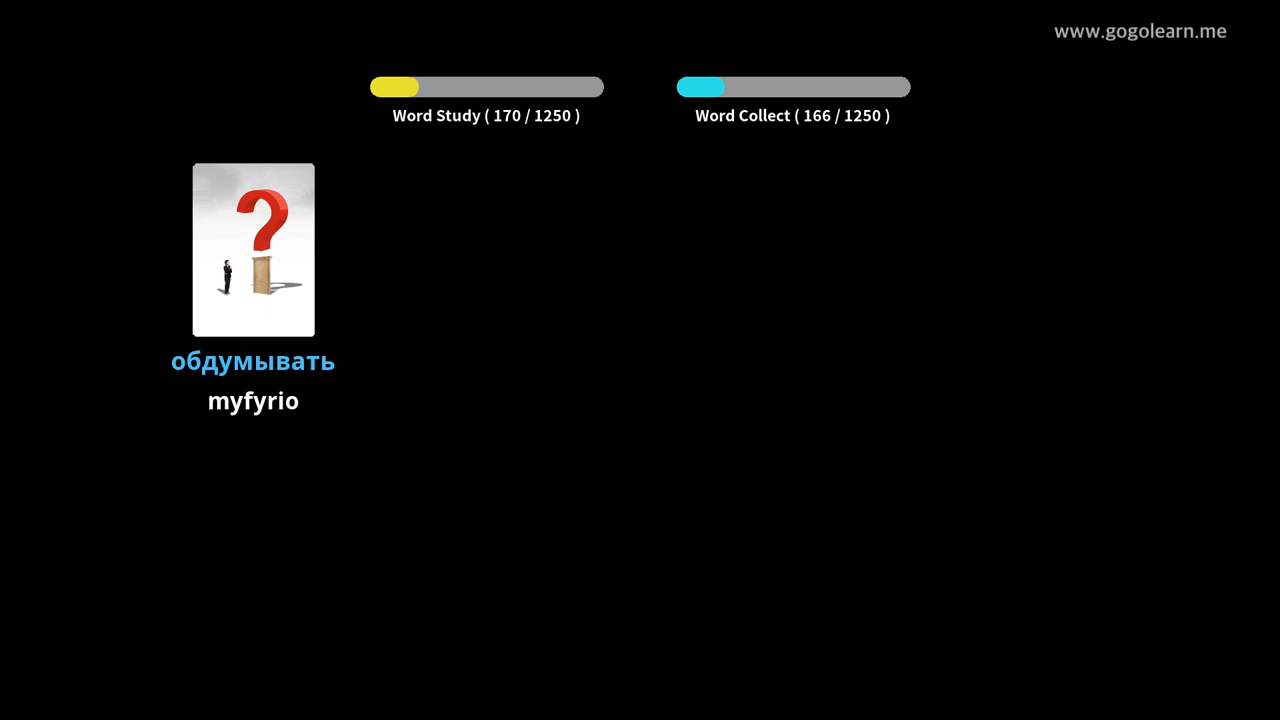 www.gogolearn.me
Word Study ( 170 / 1250 )
Word Collect ( 166 / 1250 )
?
обдумывать
myfyrio